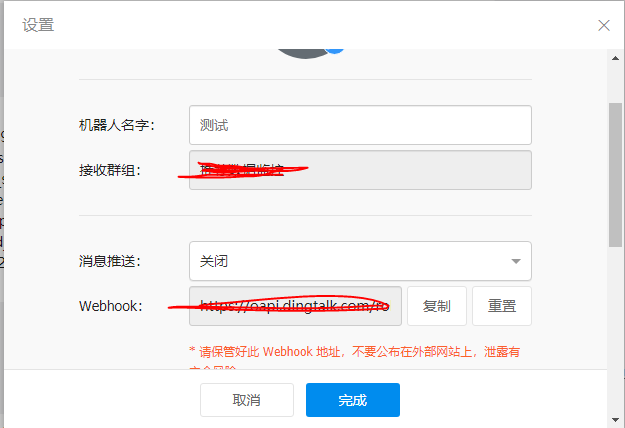 设置
机器人名字：
测试
接收群组：
消息推送：
关闭
Webhook：
https://oapi.dingtalk.com/ro
复制
重置
* 请保管好此 Webhook 地址，不要公布在外部网站上，泄露有
取消
完成